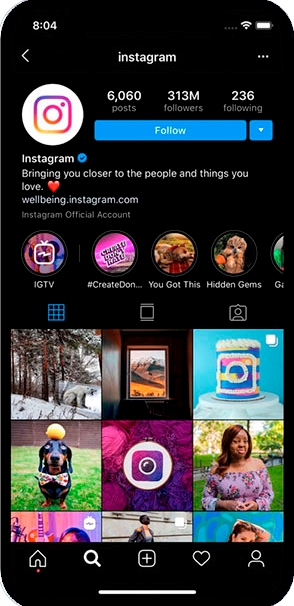 8:04
instagram
6,060 313M 236
posts followers following
Follow
Instagram
Bringing you closer to the people and things you
love. ❤️
wellbeing.instagram.com
Instagram Official Account
IGTV #CreateDon... You Got This Hidden Gems Ga